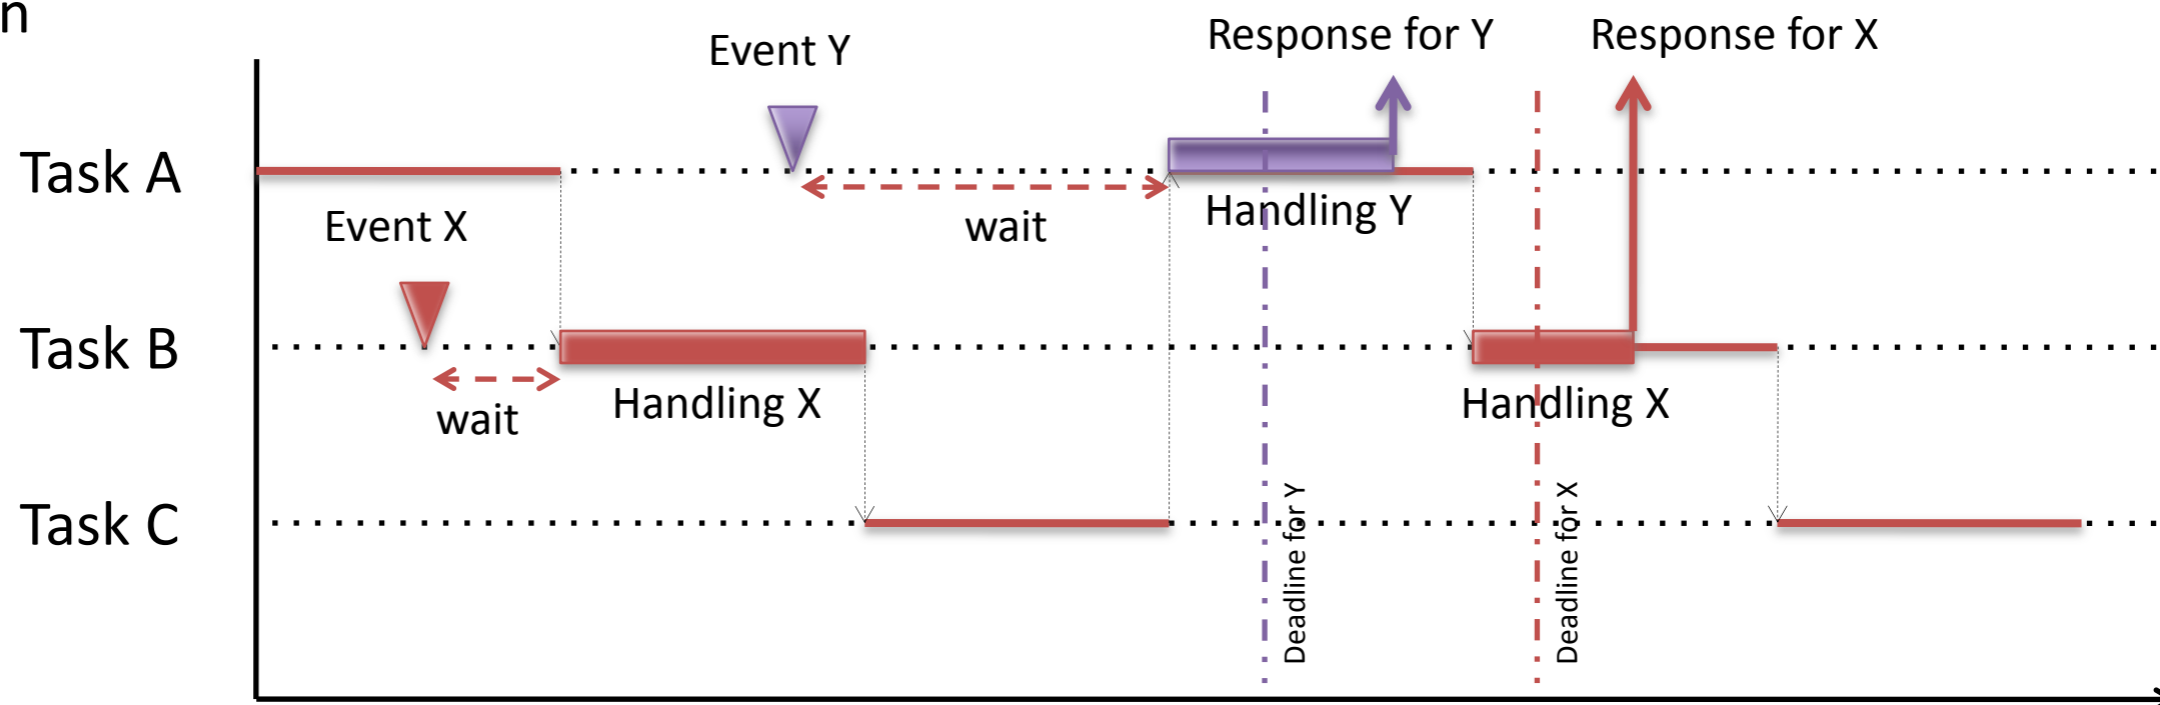 n
Event Y
Response for Y
Response for X
Task A
Event X
wait
Handling Y
Task B
wait
Handling X
Handling X
Task C
Deadline for Y
Deadline for X